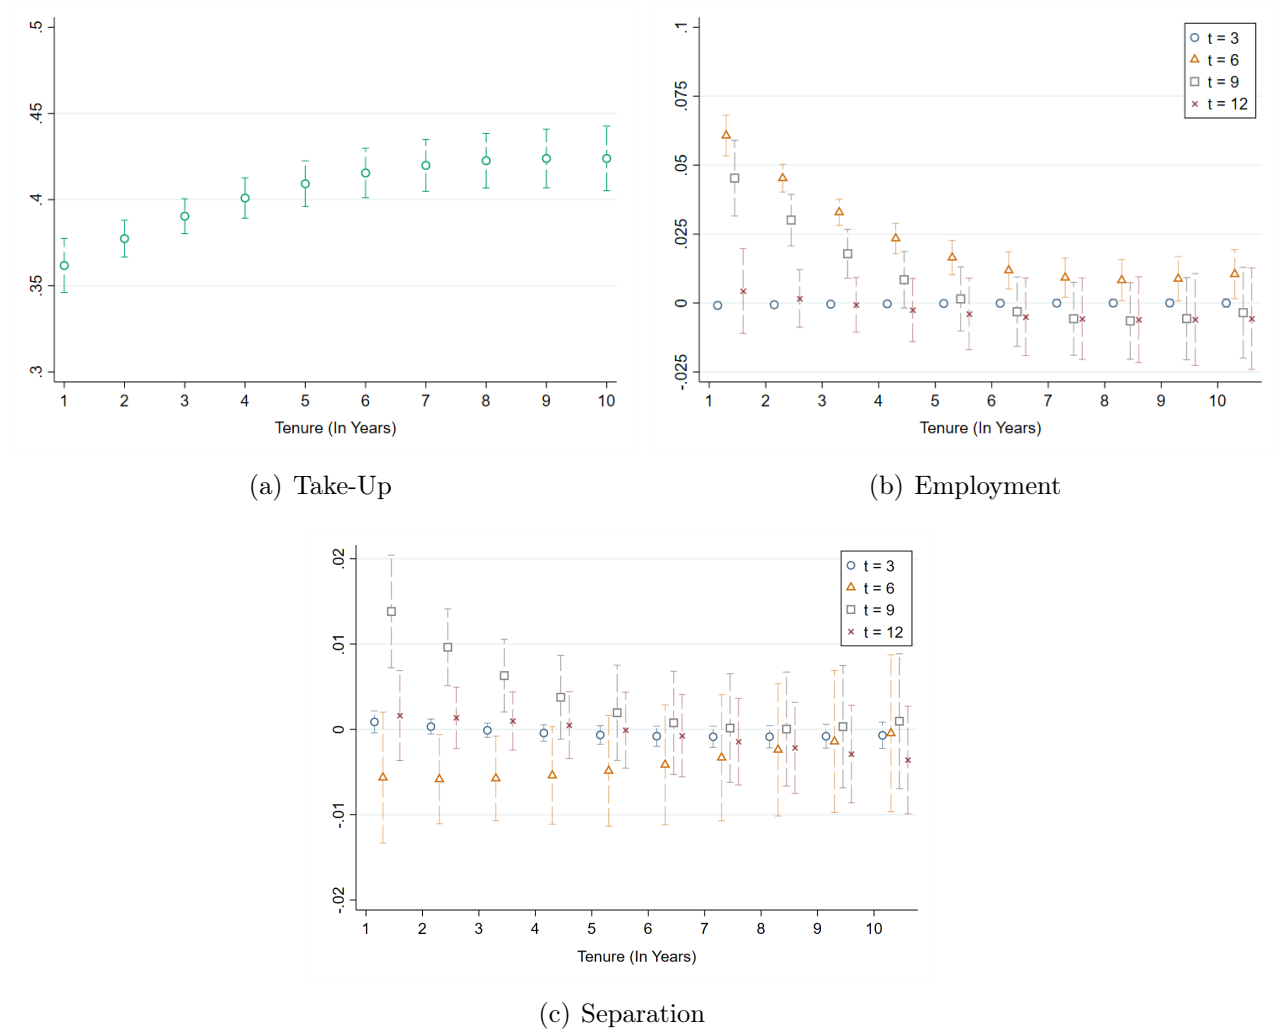 .5
.45
.4
.35
.3
1 2 3 4 5 6 7 8 9 10
Tenure (In Years)
(a) Take-Up
.1
.075
.05
.025
0
-.025
t = 3
t = 6
t = 9
t = 12
1 2 3 4 5 6 7 8 9 10
Tenure (In Years)
(b) Employment
.02
.01
0
-.01
-.02
t = 3
t = 6
t = 9
t = 12
1 2 3 4 5 6 7 8 9 10
Tenure (In Years)
(c) Separation